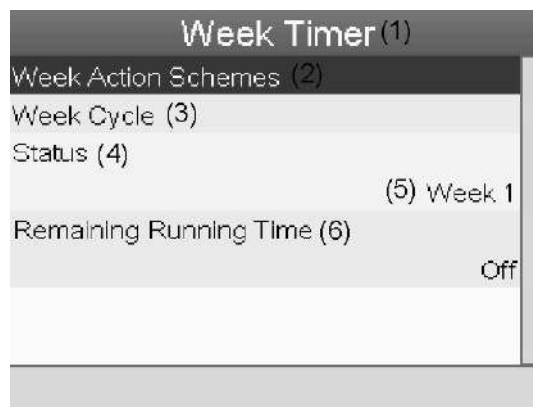 Week Timer (1)
Week Action Schemes (2)
Week Cycle (3)
Status (4)
(5) Week 1
Remaining Running Time (6)
Off